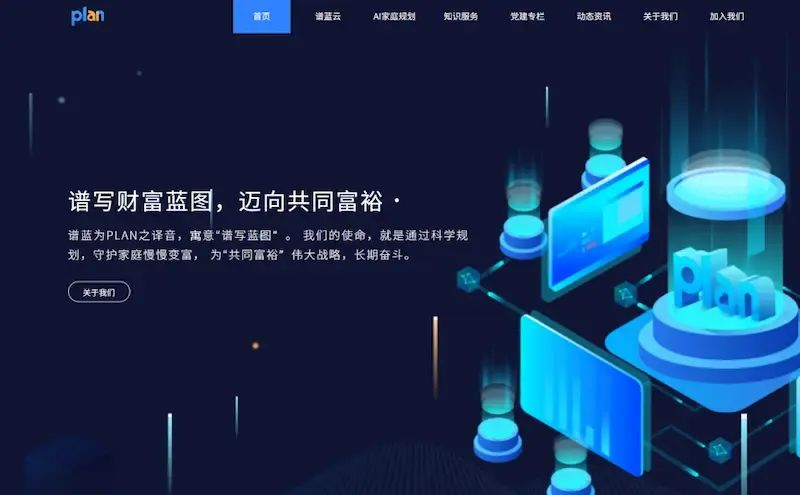 plan
首页
谱蓝云
AI家庭规划
知识服务
党建专栏
动态资讯
关于我们
加入我们
谱写财富蓝图，迈向共同富裕 ·
谱蓝为PLAN之译音，寓意“谱写蓝图” 。 我们的使命，就是通过科学规
划，守护家庭慢慢变富， 为“共同富裕” 伟大战略，长期奋斗。
关于我们
plan